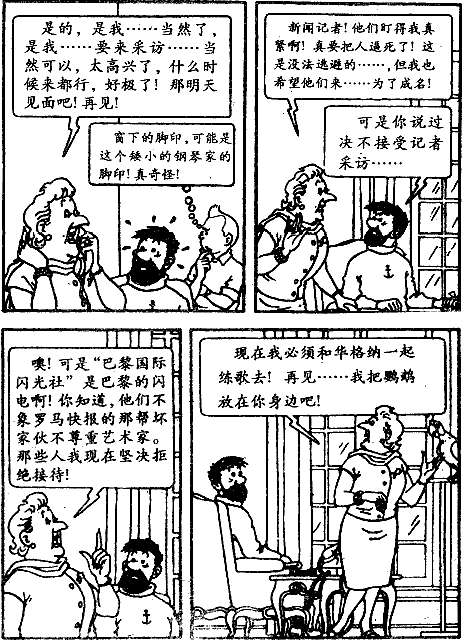 是的，是我……当然了，
是我……要来采访……当
然可以，太高兴了，什么时
候来都行，好极了！那明天
见面吧！再见！
窗下的脚印，可能是
这个矮小的钢琴家的
脚印！真奇怪！
新闻记者！他们盯得我真
紧啊！真要把人逼死了！这
是没法逃避的……，但我也
希望他们来……为了成名！
可是你说过
决不接受记者
采访……
噢！可是“巴黎国际
闪光社”是巴黎的闪
电啊！你知道，他们不
象罗马快报的那帮坏
家伙不尊重艺术家。
那些人我现在坚决拒
绝接待！
现在我必须和华格纳一起
练歌去！再见……我把鹦鹉
放在你身边吧！